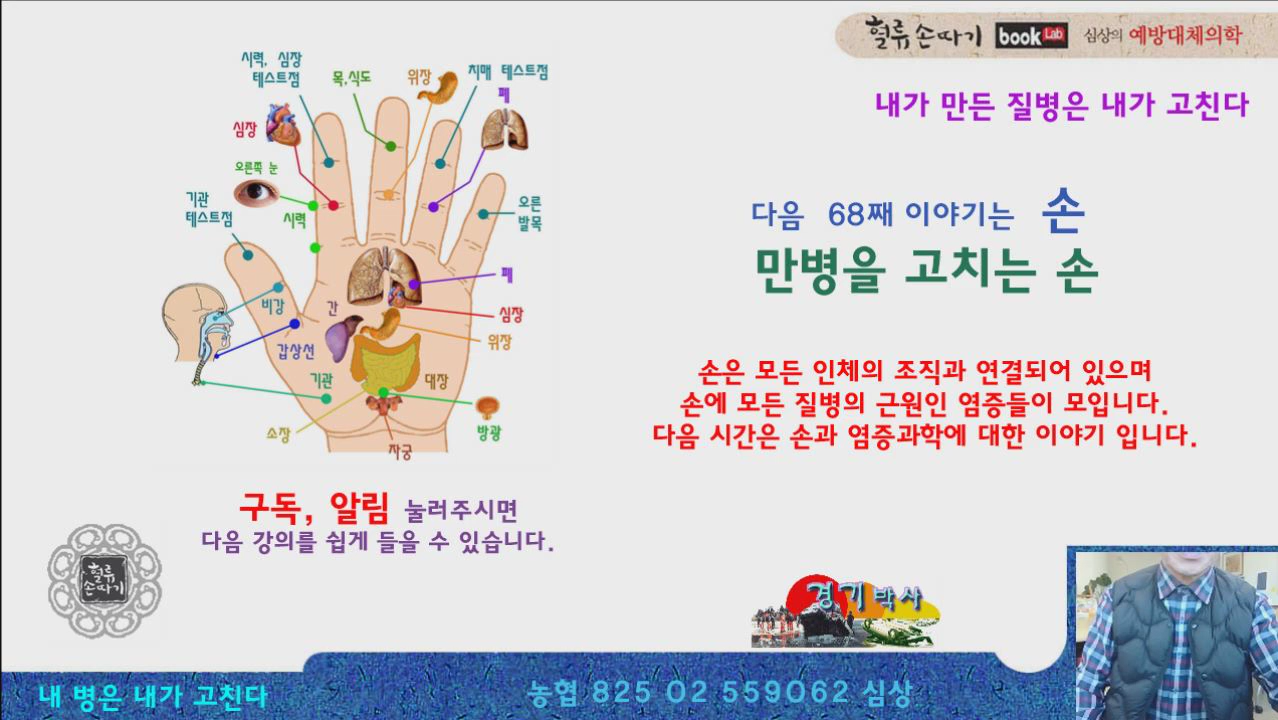 혈류 손따기 book Lab 심상의 예방대체의학
내가 만든 질병은 내가 고친다
시력, 심장
테스트점
목,식도
위장
치매 테스트점
폐
심장
오른쪽 눈
기관
테스트점
시력
오른
발목
폐
비강
간
심장
갑상선
위장
기관
대장
소장
방광
자궁
다음 68째 이야기는 손
만병을 고치는 손
손은 모든 인체의 조직과 연결되어 있으며
손에 모든 질병의 근원인 염증들이 모입니다.
다음 시간은 손과 염증과학에 대한 이야기 입니다.
구독, 알림 눌러주시면
다음 강의를 쉽게 들을 수 있습니다.
혈류
손따기
경기박사
내 병은 내가 고친다
농협 825 02 559062 심상